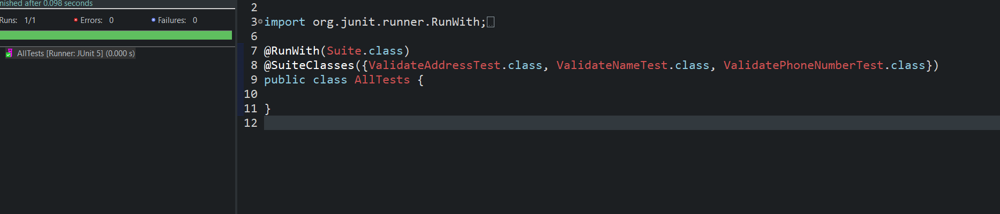 nished after 0.098 seconds
Runs: 1/1 Errors: 0 Failures: 0
AllTests [Runner: JUnit 5] (0.000 s)
2
3 import org.junit.runner.RunWith;
6
7 @RunWith(Suite.class)
8 @SuiteClasses({ValidateAddressTest.class, ValidateNameTest.class, ValidatePhoneNumberTest.class})
9 public class AllTests {
10
11 }
12